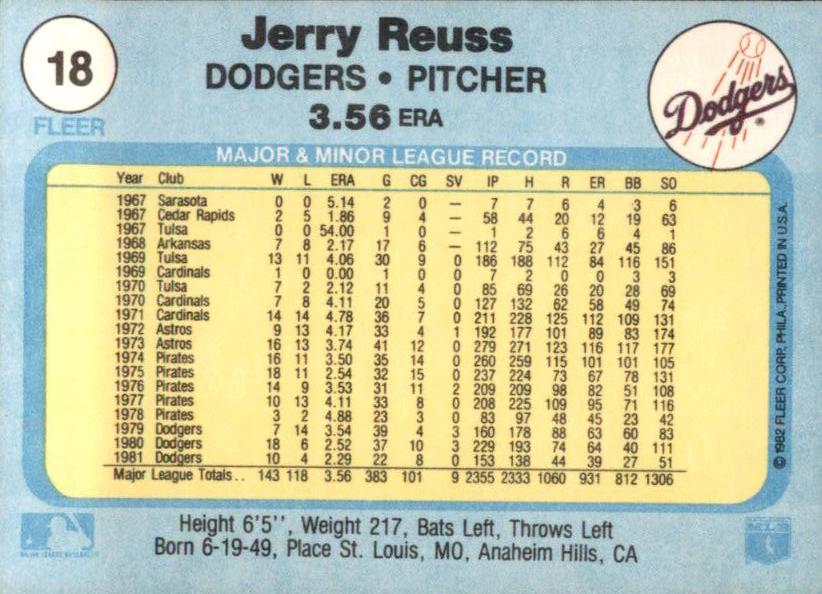 18
FLEER
Jerry Reuss
DODGERS • PITCHER
3.56 ERA
Dodgers ®
MAJOR & MINOR LEAGUE RECORD
Year Club W L ERA G CG SV IP H R ER BB SO
1967 Sarasota 0 0 5.14 2 0 — 7 7 6 4 3 6
1967 Cedar Rapids 2 5 1.86 9 4 — 58 44 20 12 19 63
1967 Tulsa 0 0 54.00 1 0 — 1 2 6 6 4 1
1968 Arkansas 7 8 2.17 17 6 — 112 75 43 27 45 86
1969 Tulsa 13 11 4.06 30 9 0 186 188 112 84 116 151
1969 Cardinals 1 0 0.00 1 0 0 7 2 0 0 3 3
1970 Tulsa 7 2 2.12 11 4 0 85 69 26 20 28 69
1970 Cardinals 7 8 4.11 20 5 0 127 132 62 58 49 74
1971 Cardinals 14 14 4.78 36 7 0 211 228 125 112 109 131
1972 Astros 9 13 4.17 33 4 1 192 177 101 89 83 174
1973 Astros 16 13 3.74 41 12 0 279 271 123 116 117 177
1974 Pirates 16 11 3.50 35 14 0 260 259 115 101 101 105
1975 Pirates 18 11 2.54 32 15 0 237 224 73 67 78 131
1976 Pirates 14 9 3.53 31 11 2 209 209 98 82 51 108
1977 Pirates 10 13 4.11 33 8 0 208 225 109 95 71 116
1978 Pirates 3 2 4.88 23 3 0 83 97 48 45 23 42
1979 Dodgers 7 14 3.54 39 4 3 160 178 88 63 60 83
1980 Dodgers 18 6 2.52 37 10 3 229 193 74 64 40 111
1981 Dodgers 10 4 2.29 22 8 0 153 138 44 39 27 51
Major League Totals.. 143 118 3.56 383 101 9 2355 2333 1060 931 812 1306
© 1982 FLEER CORP., PHILA., PRINTED IN U.S.A.
Height 6'5'', Weight 217, Bats Left, Throws Left
Born 6-19-49, Place St. Louis, MO, Anaheim Hills, CA
MAJOR LEAGUE BASEBALL